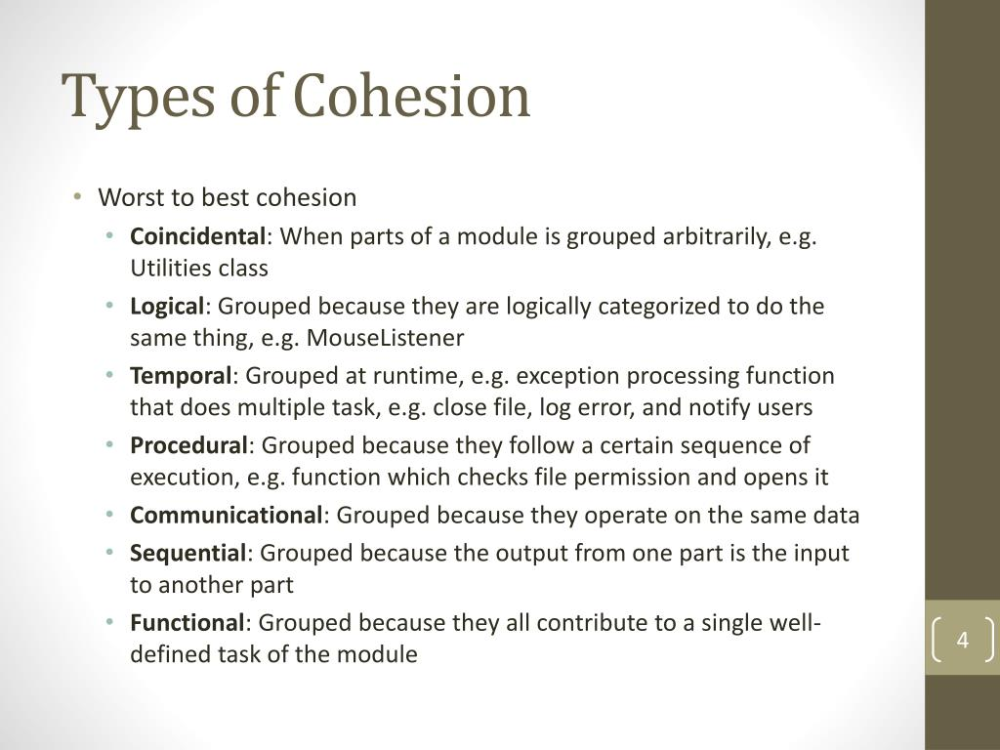 Types of Cohesion
• Worst to best cohesion
• Coincidental: When parts of a module is grouped arbitrarily, e.g.
Utilities class
• Logical: Grouped because they are logically categorized to do the
same thing, e.g. MouseListener
• Temporal: Grouped at runtime, e.g. exception processing function
that does multiple task, e.g. close file, log error, and notify users
• Procedural: Grouped because they follow a certain sequence of
execution, e.g. function which checks file permission and opens it
• Communicational: Grouped because they operate on the same data
• Sequential: Grouped because the output from one part is the input
to another part
• Functional: Grouped because they all contribute to a single well-
defined task of the module
4